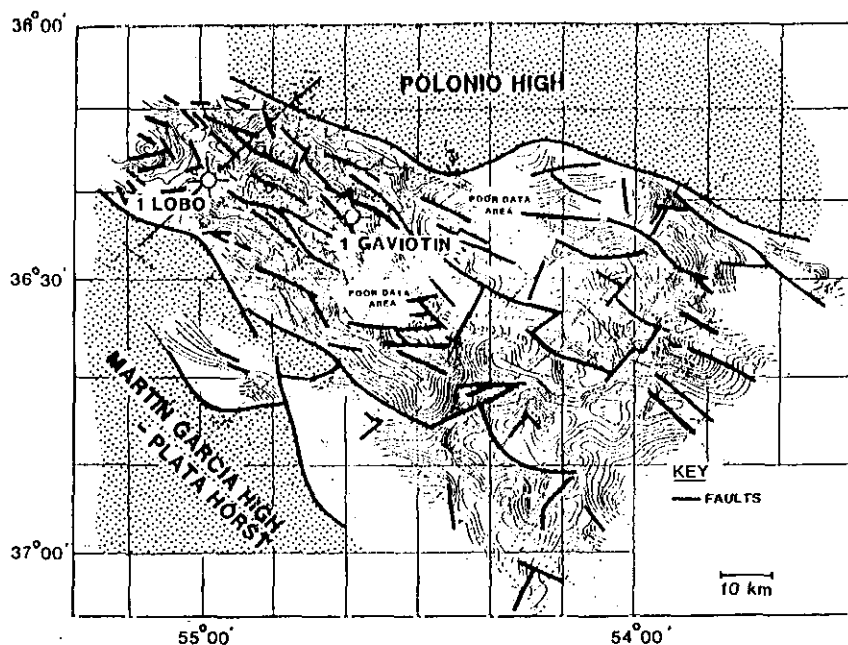 36°00'
POLONIO HIGH
1 LOBO
POOR DATA
AREA
1 GAVIOTIN
36°30'
POOR DATA
AREA
MARTIN GARCIA HIGH
- PLATA HORST
KEY
FAULTS
37°00'
10 km
55°00'
54°00'